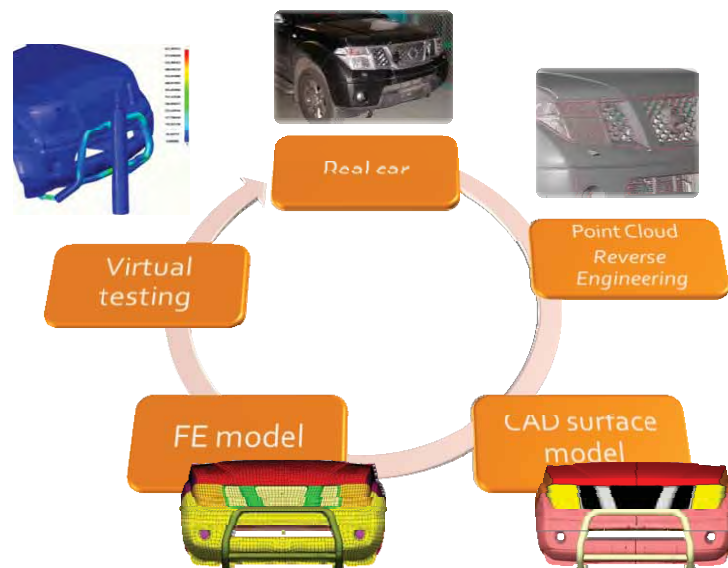 Real car
Point Cloud
Reverse
Engineering
CAD surface
model
FE model
Virtual
testing